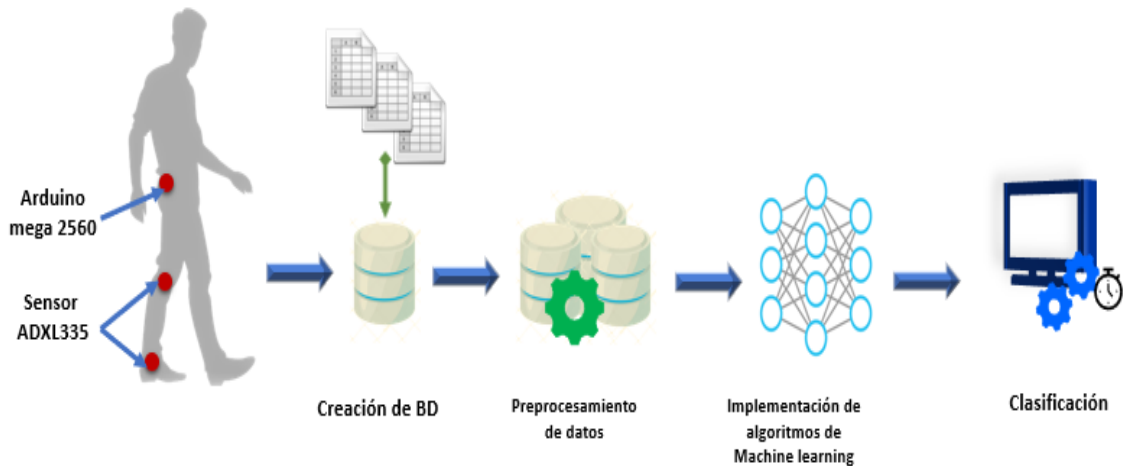 Arduino
mega 2560
Sensor
ADXL335
Creación de BD
Preprocesamiento
de datos
Implementación de
algoritmos de
Machine learning
Clasificación